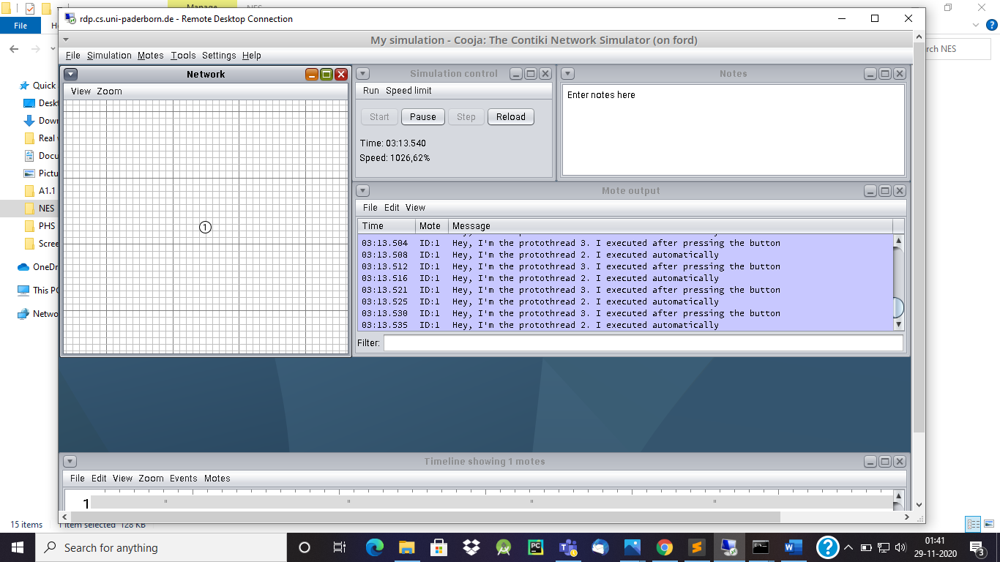 Manage
NES
rdp.cs.uni-paderborn.de - Remote Desktop Connection
File
My simulation - Cooja: The Contiki Network Simulator (on ford)
File Simulation Motes Tools Settings Help
rch NES
Network
View Zoom
1
Simulation control
Run Speed limit
Start Pause Step Reload
Time: 03:13.540
Speed: 1026,62%
Notes
Enter notes here
Mote output
File Edit View
Time Mote Message
03:13.504 ID:1 Hey, I'm the protothread 3. I executed after pressing the button
03:13.508 ID:1 Hey, I'm the protothread 2. I executed automatically
03:13.512 ID:1 Hey, I'm the protothread 3. I executed after pressing the button
03:13.516 ID:1 Hey, I'm the protothread 2. I executed automatically
03:13.521 ID:1 Hey, I'm the protothread 3. I executed after pressing the button
03:13.525 ID:1 Hey, I'm the protothread 2. I executed automatically
03:13.530 ID:1 Hey, I'm the protothread 3. I executed after pressing the button
03:13.535 ID:1 Hey, I'm the protothread 2. I executed automatically
Filter:
Quick
Deskt
Down
Real
Docu
Pictu
A1.1
NES
PHS
Scree
OneDr
This PC
Netwo
Timeline showing 1 motes
File Edit View Zoom Events Motes
1
15 items 1 item selected 128 KB
Search for anything
01:41
29-11-2020
3